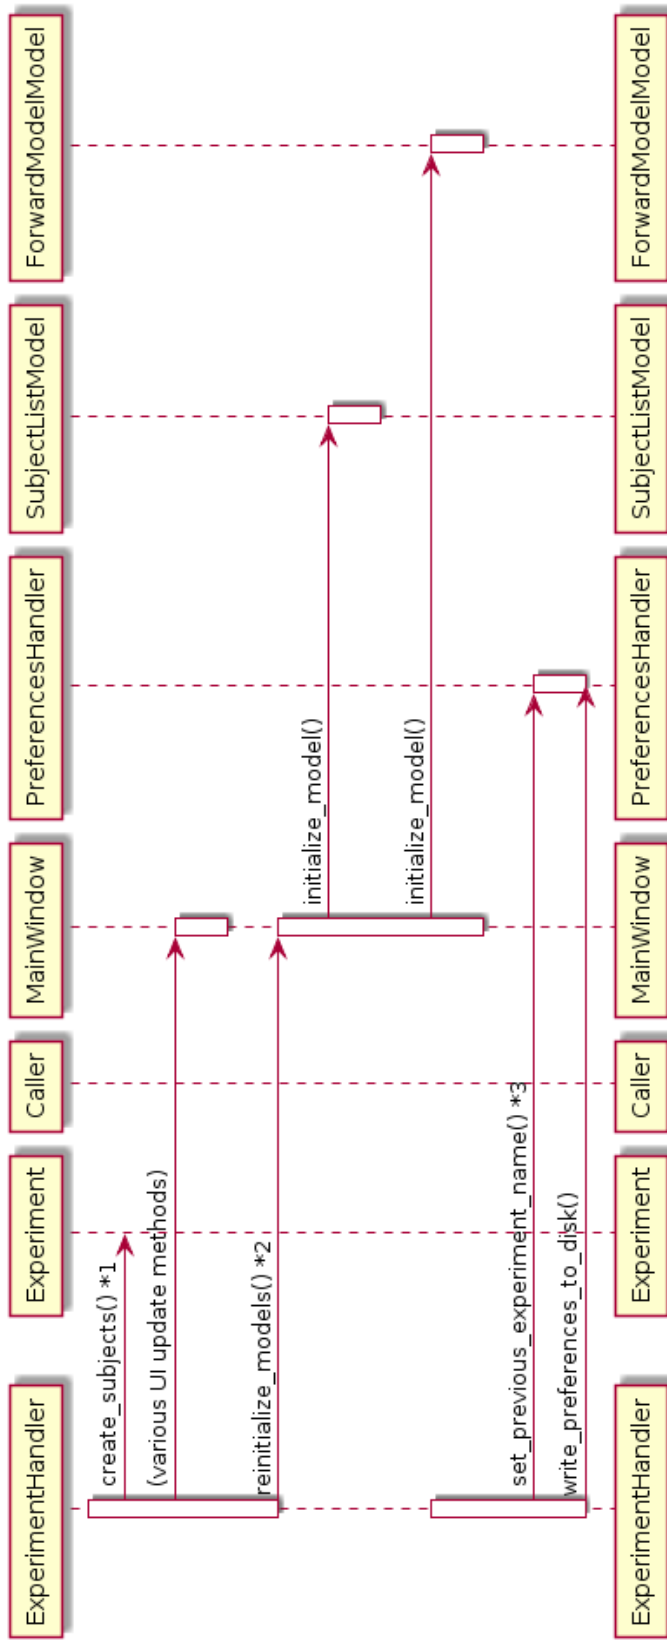 ExperimentHandler
Experiment
Caller
MainWindow
PreferencesHandler
SubjectListModel
ForwardModelModel
create_subjects() *1
(various UI update methods)
reinitialize_models() *2
initialize_model()
initialize_model()
set_previous_experiment_name() *3
write_preferences_to_disk()
ExperimentHandler
Experiment
Caller
MainWindow
PreferencesHandler
SubjectListModel
ForwardModelModel